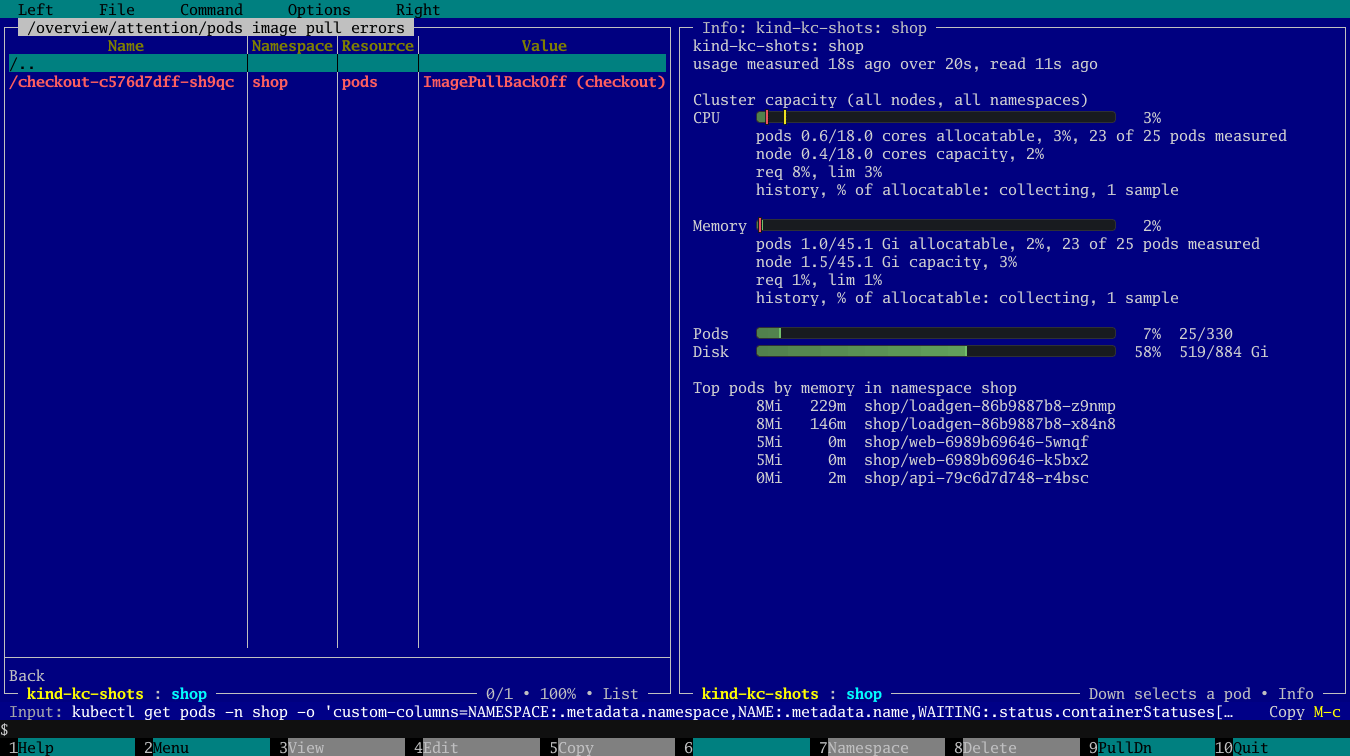 Left File Command Options Right
/overview/attention/pods image pull errors
Name Namespace Resource Value
/..
/checkout-c576d7dff-sh9qc shop pods ImagePullBackOff (checkout)
Back
kind-kc-shots : shop 0/1 • 100% • List
Info: kind-kc-shots: shop
kind-kc-shots: shop
usage measured 18s ago over 20s, read 11s ago
Cluster capacity (all nodes, all namespaces)
CPU 3%
pods 0.6/18.0 cores allocatable, 3%, 23 of 25 pods measured
node 0.4/18.0 cores capacity, 2%
req 8%, lim 3%
history, % of allocatable: collecting, 1 sample
Memory 2%
pods 1.0/45.1 Gi allocatable, 2%, 23 of 25 pods measured
node 1.5/45.1 Gi capacity, 3%
req 1%, lim 1%
history, % of allocatable: collecting, 1 sample
Pods 7% 25/330
Disk 58% 519/884 Gi
Top pods by memory in namespace shop
8Mi 229m shop/loadgen-86b9887b8-z9nmp
8Mi 146m shop/loadgen-86b9887b8-x84n8
5Mi 0m shop/web-6989b69646-5wnqf
5Mi 0m shop/web-6989b69646-k5bx2
0Mi 2m shop/api-79c6d7d748-r4bsc
kind-kc-shots : shop Down selects a pod • Info
Input: kubectl get pods -n shop -o 'custom-columns=NAMESPACE:.metadata.namespace,NAME:.metadata.name,WAITING:.status.containerStatuses[… Copy M-c
$
1Help 2Menu 3View 4Edit 5Copy 6 7Namespace 8Delete 9PullDn 10Quit